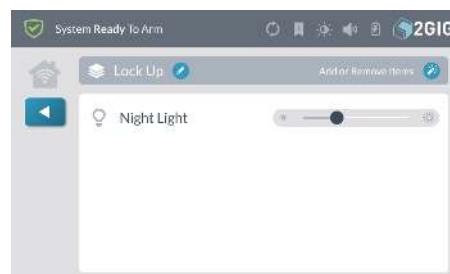 System Ready To Arm
2GIG
Lock Up
Add or Remove Items
Night Light